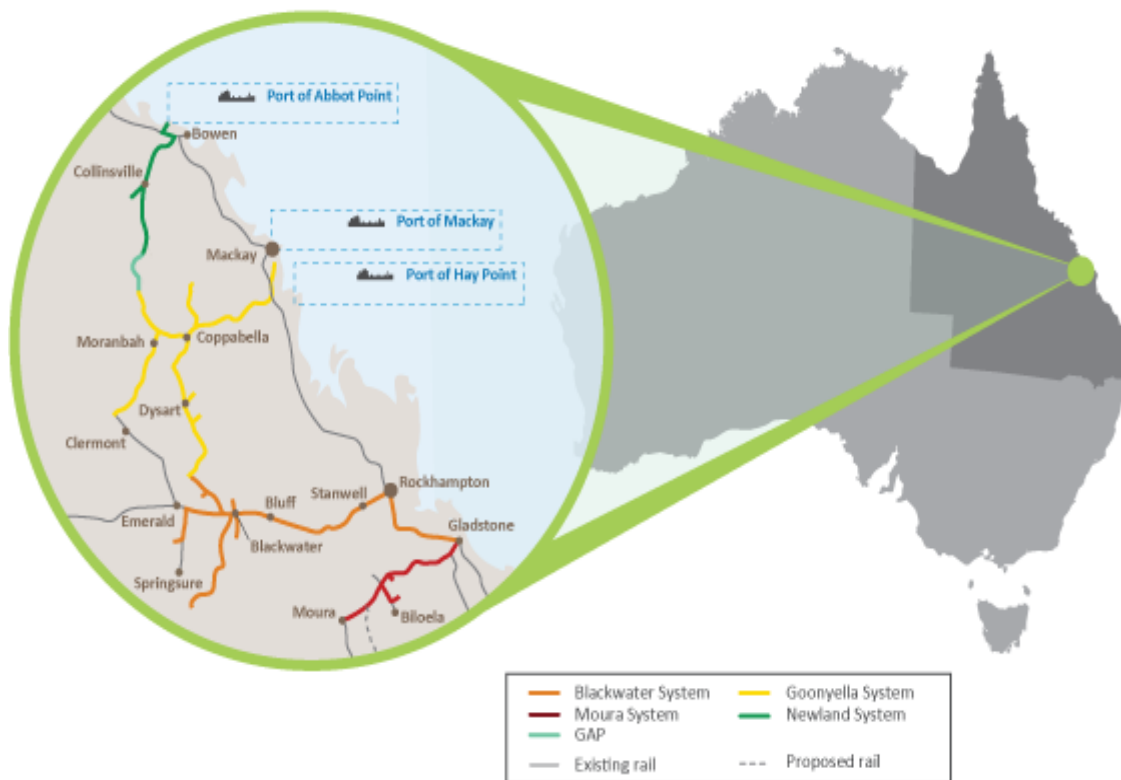 Port of Abbot Point
Bowen
Collinsville
Port of Mackay
Mackay
Port of Hay Point
Moranbah
Coppabella
Dysart
Clermont
Rockhampton
Stanwell
Bluff
Emerald
Gladstone
Blackwater
Springsure
Moura
Biloela
Blackwater System
Goonyella System
Moura System
Newland System
GAP
Existing rail
Proposed rail